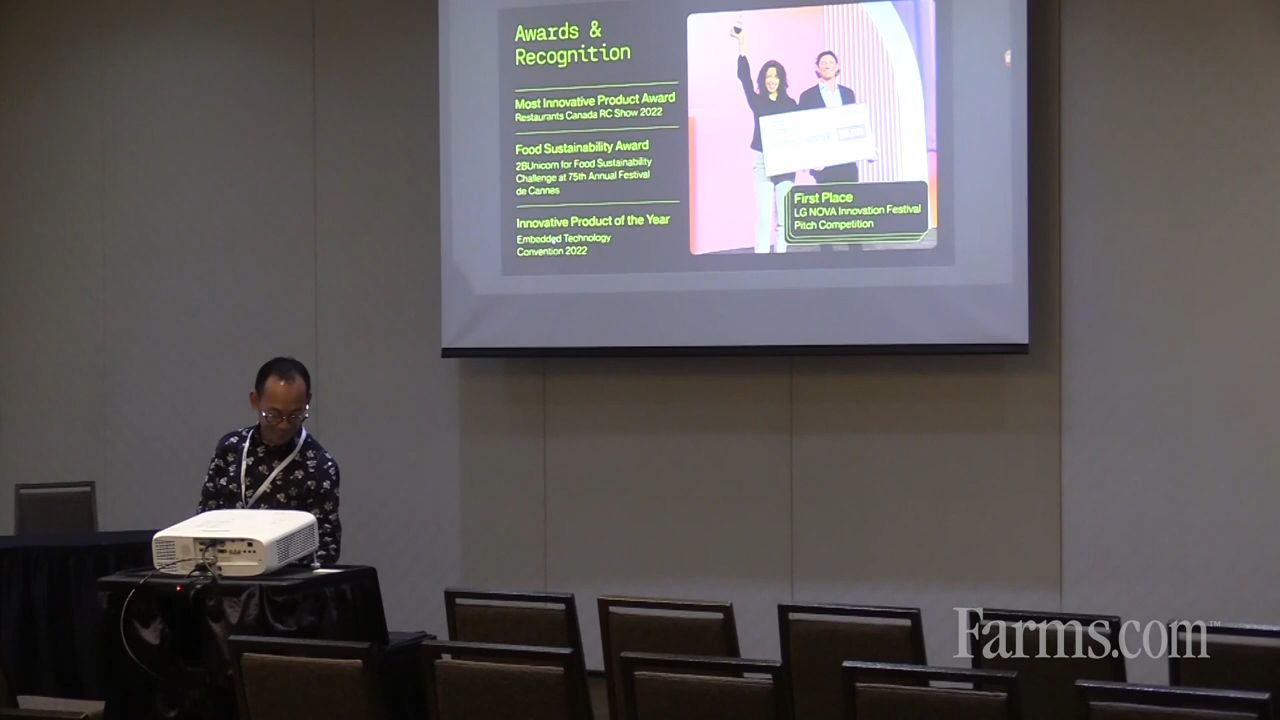 Awards &
Recognition
Most Innovative Product Award
Restaurants Canada RC Show 2022
Food Sustainability Award
2BUnicorn for Food Sustainability
Challenge at 75th Annual Festival
de Cannes
Innovative Product of the Year
Embedded Technology
Convention 2022
First Place
LG NOVA Innovation Festival
Pitch Competition
Farms.com™